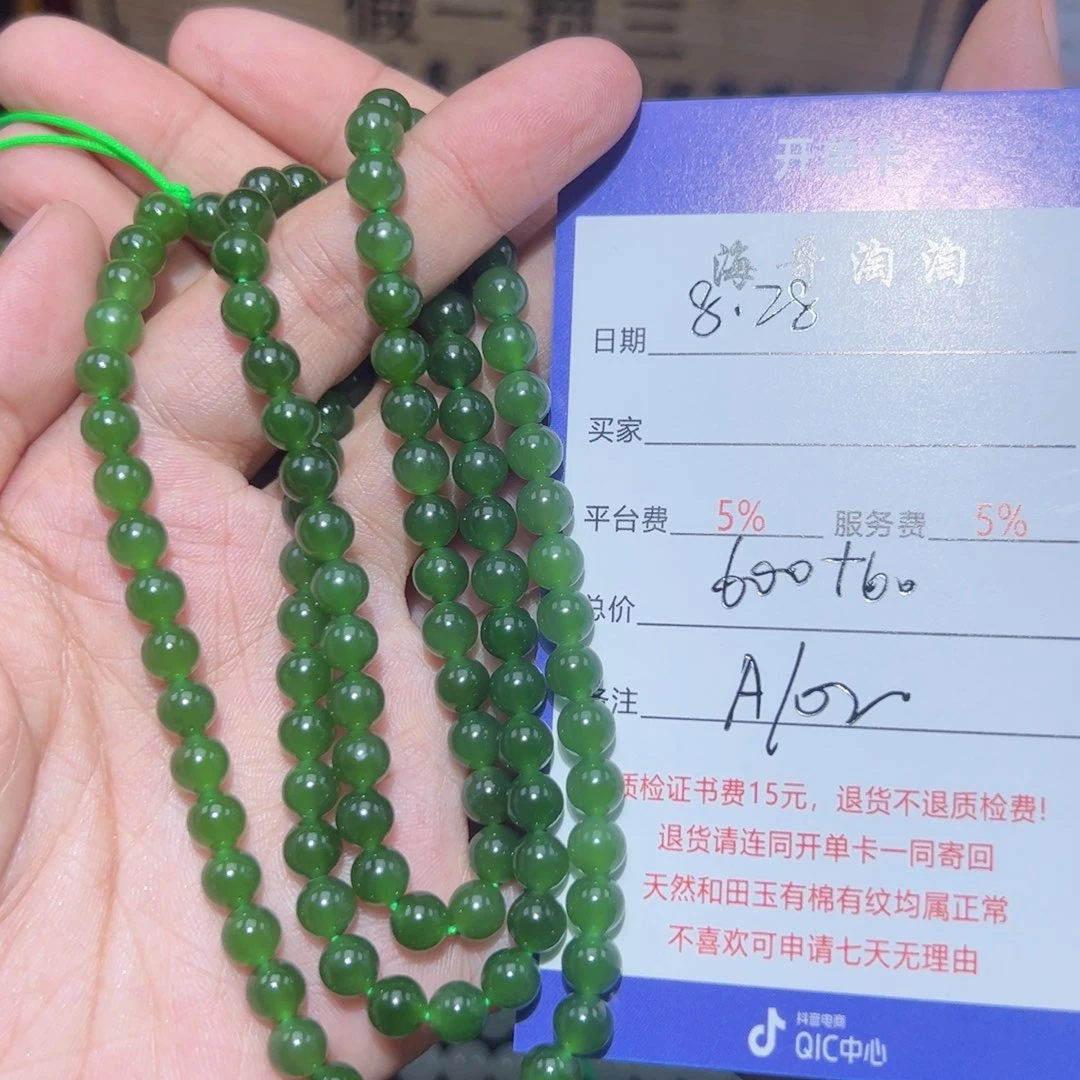 假一赔三
开单卡
海哥淘淘
日期 8.28
买家
平台费 5% 服务费 5%
总价 600+60
备注 A/02
质检证书费15元，退货不退质检费!
退货请连同开单卡一同寄回
天然和田玉有棉有纹均属正常
不喜欢可申请七天无理由
抖音电商
QIC中心